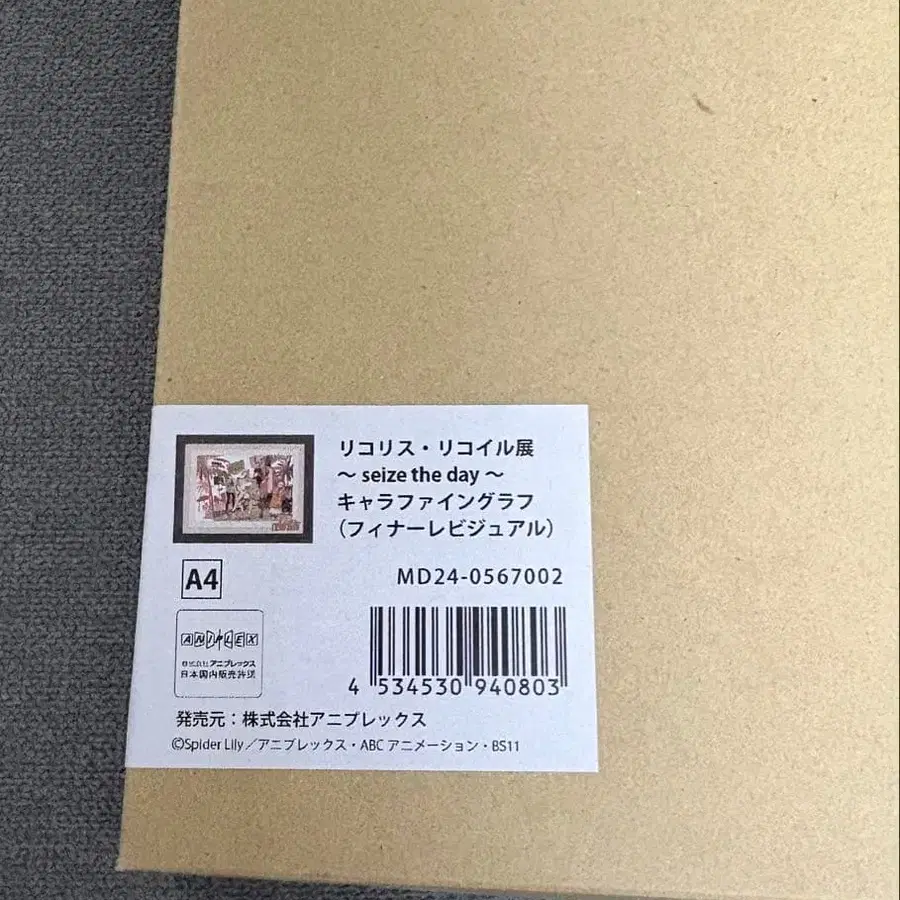 リコリス・リコイル展
～ seize the day ～
キャラファイングラフ
（フィナーレビジュアル）
A4
MD24-0567002
ANIPLEX
株式会社アニプレックス
日本国内販売許諾
4 534530 940803
発売元：株式会社アニプレックス
©Spider Lily／アニプレックス・ABC アニメーション・BS11